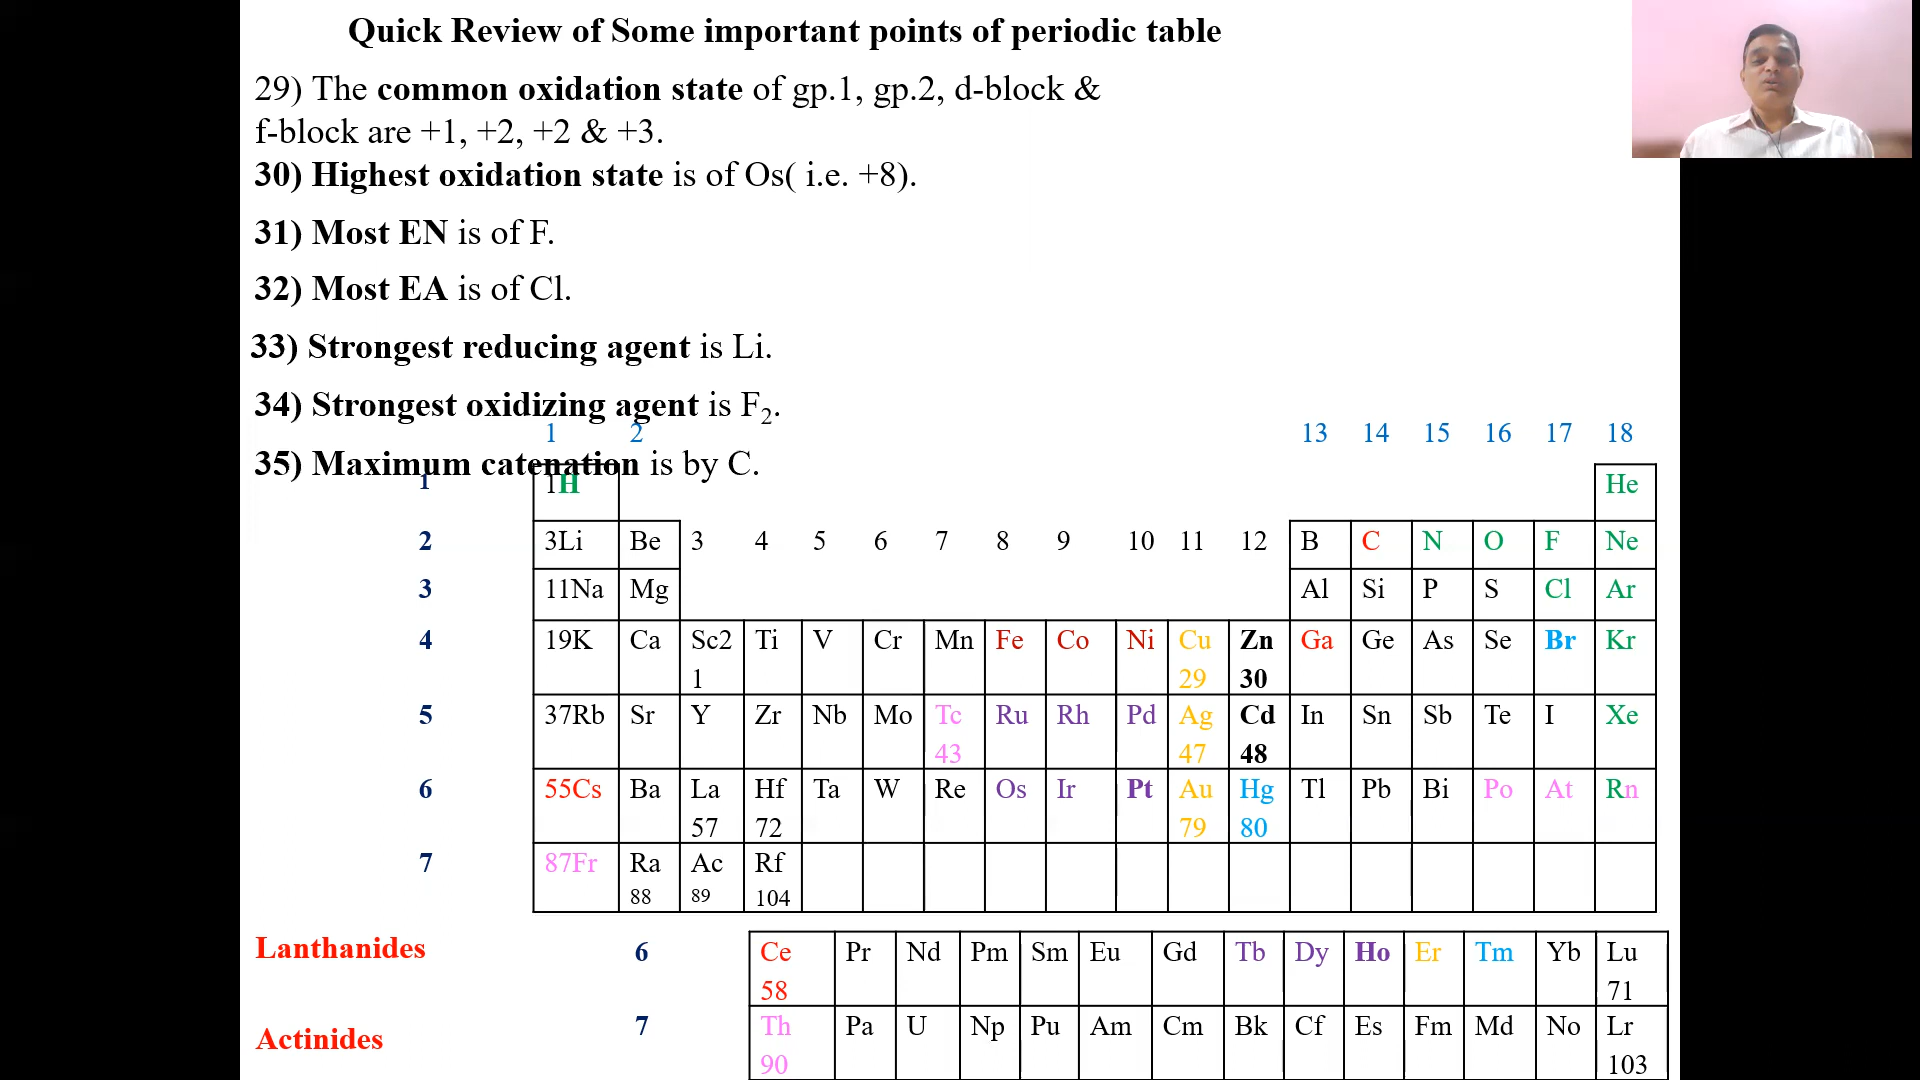 Quick Review of Some important points of periodic table
29) The common oxidation state of gp.1, gp.2, d-block &
f-block are +1, +2, +2 & +3.
30) Highest oxidation state is of Os( i.e. +8).
31) Most EN is of F.
32) Most EA is of Cl.
33) Strongest reducing agent is Li.
34) Strongest oxidizing agent is F2.
1 2 13 14 15 16 17 18
35) Maximum catenation is by C.
1 1H He
2 3Li Be 3 4 5 6 7 8 9 10 11 12 B C N O F Ne
3 11Na Mg Al Si P S Cl Ar
4 19K Ca Sc2 Ti V Cr Mn Fe Co Ni Cu Zn Ga Ge As Se Br Kr
1 29 30
5 37Rb Sr Y Zr Nb Mo Tc Ru Rh Pd Ag Cd In Sn Sb Te I Xe
43 47 48
6 55Cs Ba La Hf Ta W Re Os Ir Pt Au Hg Tl Pb Bi Po At Rn
57 72 79 80
7 87Fr Ra Ac Rf
88 89 104
Lanthanides 6 Ce Pr Nd Pm Sm Eu Gd Tb Dy Ho Er Tm Yb Lu
58 71
Actinides 7 Th Pa U Np Pu Am Cm Bk Cf Es Fm Md No Lr
90 103